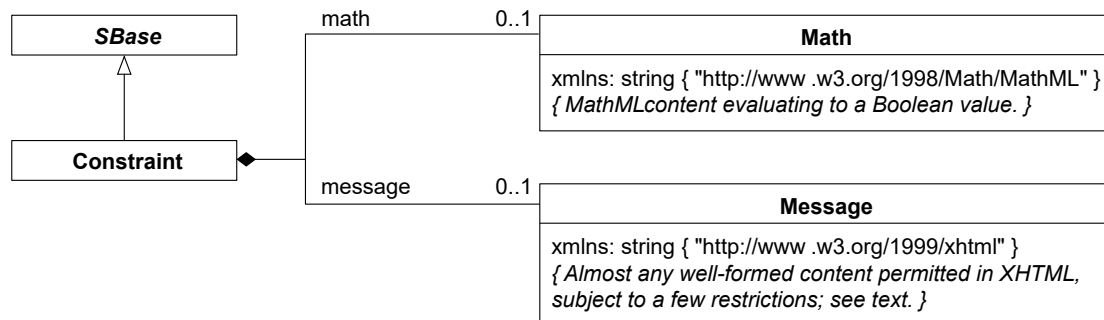 SBase
math 0..1
Math
xmlns: string { "http://www .w3.org/1998/Math/MathML" }
{ MathMLcontent evaluating to a Boolean value. }
Constraint
message 0..1
Message
xmlns: string { "http://www .w3.org/1999/xhtml" }
{ Almost any well-formed content permitted in XHTML,
subject to a few restrictions; see text. }